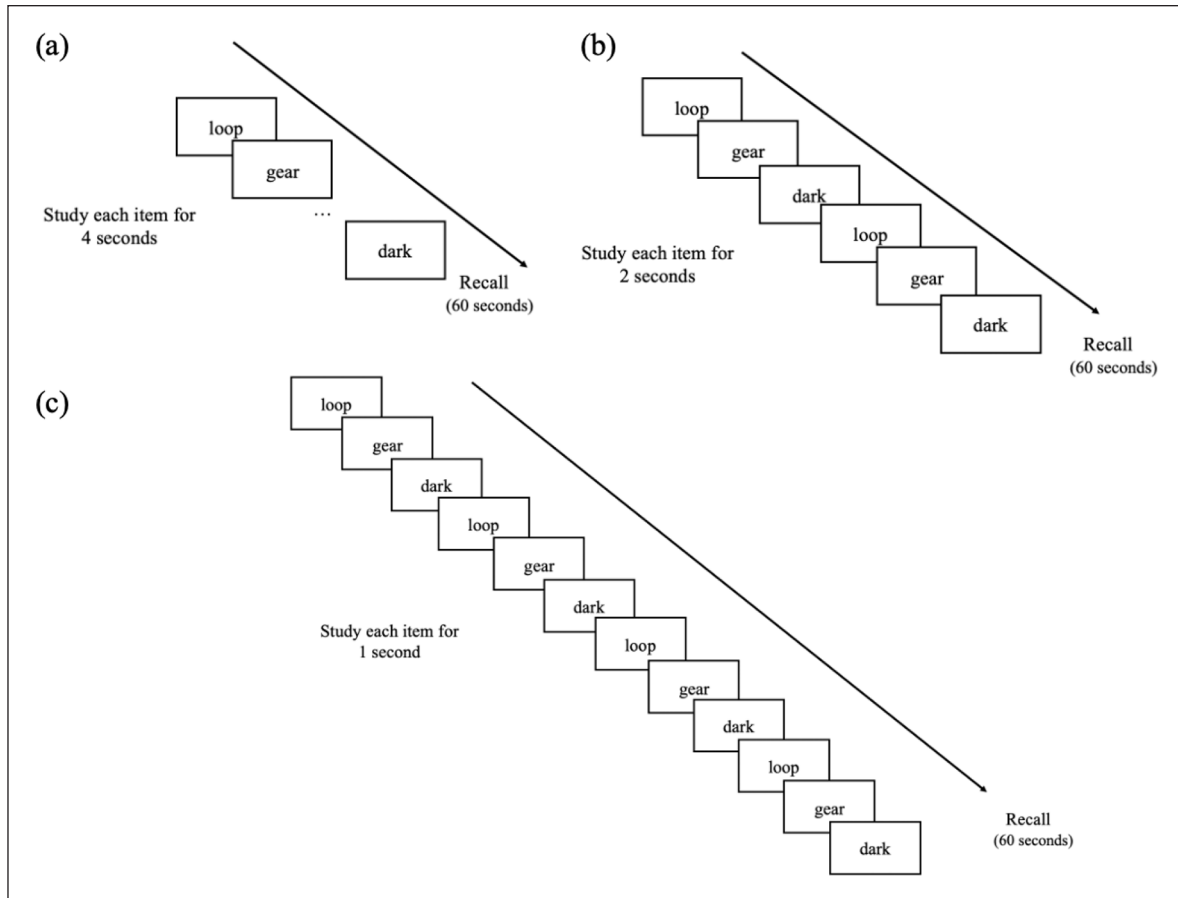 (a)
loop
gear
...
dark
Study each item for
4 seconds
Recall
(60 seconds)
(b)
loop
gear
dark
loop
gear
dark
Study each item for
2 seconds
Recall
(60 seconds)
(c)
loop
gear
dark
loop
gear
dark
loop
gear
dark
loop
gear
dark
Study each item for
1 second
Recall
(60 seconds)